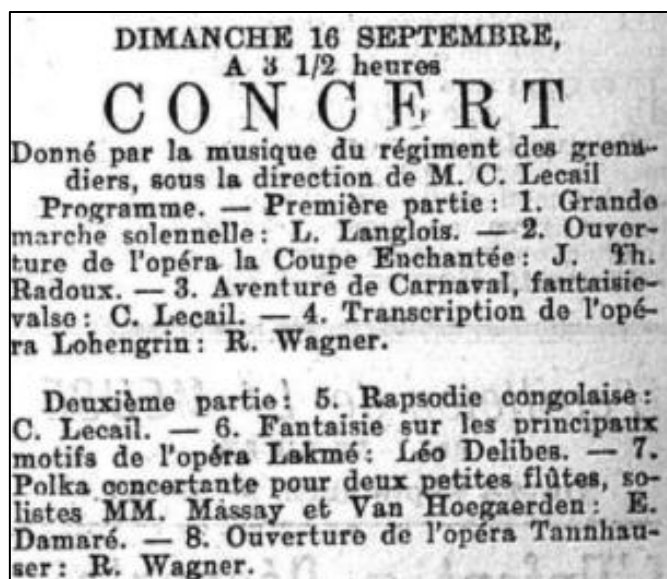 DIMANCHE 16 SEPTEMBRE,
A 3 1/2 heures
CONCERT
Donné par la musique du régiment des grena-
diers, sous la direction de M. C. Lecail
Programme. — Première partie: 1. Grande
marche solennelle: L. Langlois. — 2. Ouver-
ture de l'opéra la Coupe Enchantée: J. Th.
Radoux. — 3. Aventure de Carnaval, fantaisie-
valse: C. Lecail. — 4. Transcription de l'opé-
ra Lohengrin: R. Wagner.
Deuxième partie: 5. Rapsodie congolaise:
C. Lecail. — 6. Fantaisie sur les principaux
motifs de l'opéra Lakmé: Léo Delibes. — 7.
Polka concertante pour deux petites flûtes, so-
listes MM. Massay et Van Hoegaerden: E.
Damaré. — 8. Ouverture de l'opéra Tannhau-
ser: R. Wagner.